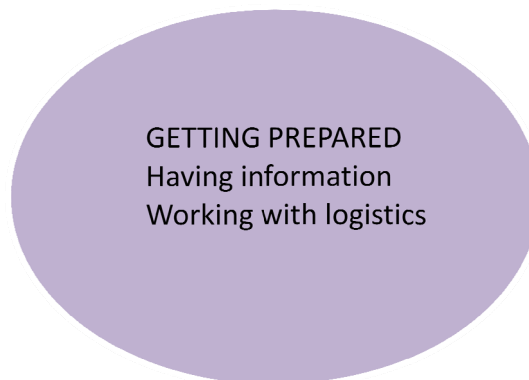 GETTING PREPARED
Having information
Working with logistics